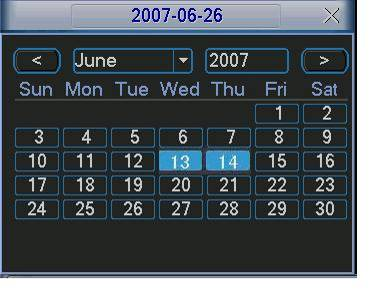 2007-06-26
< June 2007 >
Sun Mon Tue Wed Thu Fri Sat
1 2
3 4 5 6 7 8 9
10 11 12 13 14 15 16
17 18 19 20 21 22 23
24 25 26 27 28 29 30